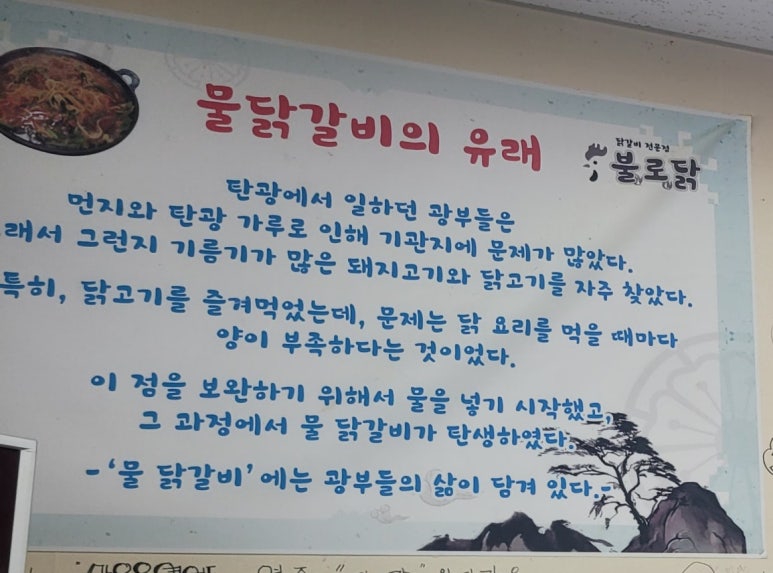 물닭갈비의 유래
닭갈비 전문점
불로닭
탄광에서 일하던 광부들은
먼지와 탄광 가루로 인해 기관지에 문제가 많았다.
래서 그런지 기름기가 많은 돼지고기와 닭고기를 자주 찾았다.
특히, 닭고기를 즐겨먹었는데, 문제는 닭 요리를 먹을 때마다
양이 부족하다는 것이었다.
이 점을 보완하기 위해서 물을 넣기 시작했고,
그 과정에서 물 닭갈비가 탄생하였다.
-'물 닭갈비'에는 광부들의 삶이 담겨 있다.-